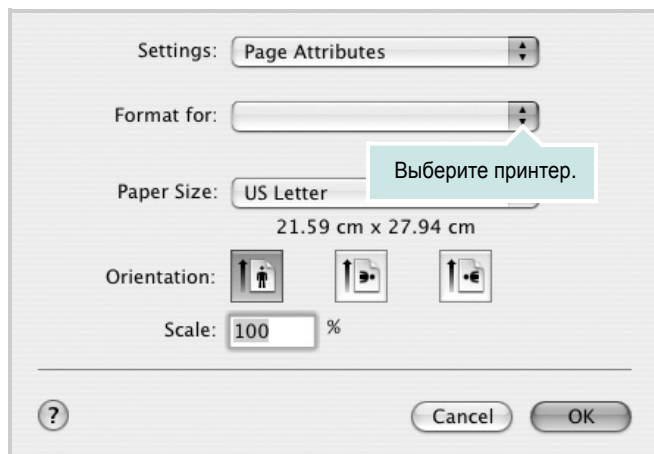 Settings: Page Attributes
Format for:
Выберите принтер.
Paper Size: US Letter
21.59 cm x 27.94 cm
Orientation:
Scale: 100 %
? Cancel OK